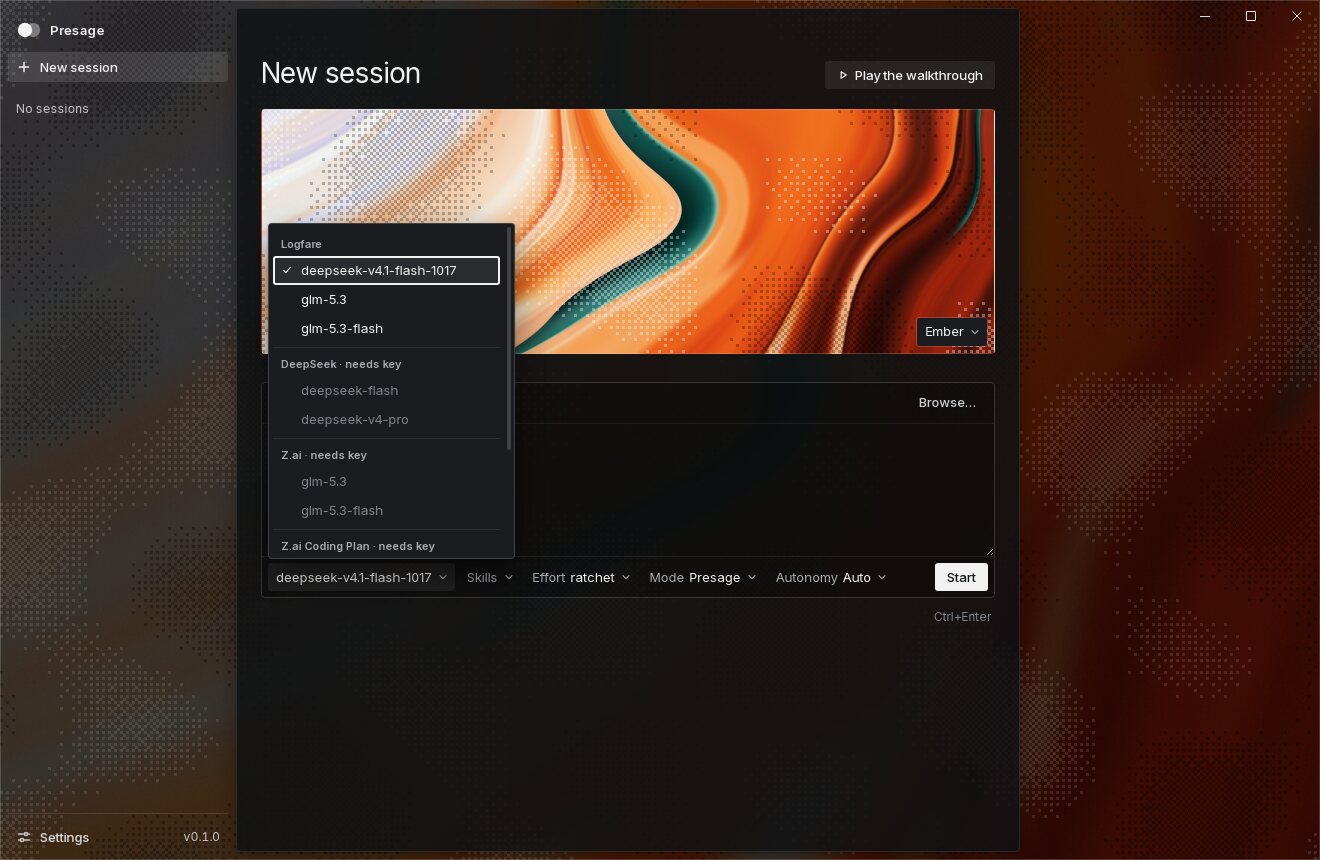 Presage
New session
No sessions
New session
Play the walkthrough
Ember
Logfare
deepseek-v4.1-flash-1017
glm-5.3
glm-5.3-flash
DeepSeek · needs key
deepseek-flash
deepseek-v4-pro
Z.ai · needs key
glm-5.3
glm-5.3-flash
Z.ai Coding Plan · needs key
Browse…
deepseek-v4.1-flash-1017 Skills Effort ratchet Mode Presage Autonomy Auto Start
Ctrl+Enter
Settings v0.1.0